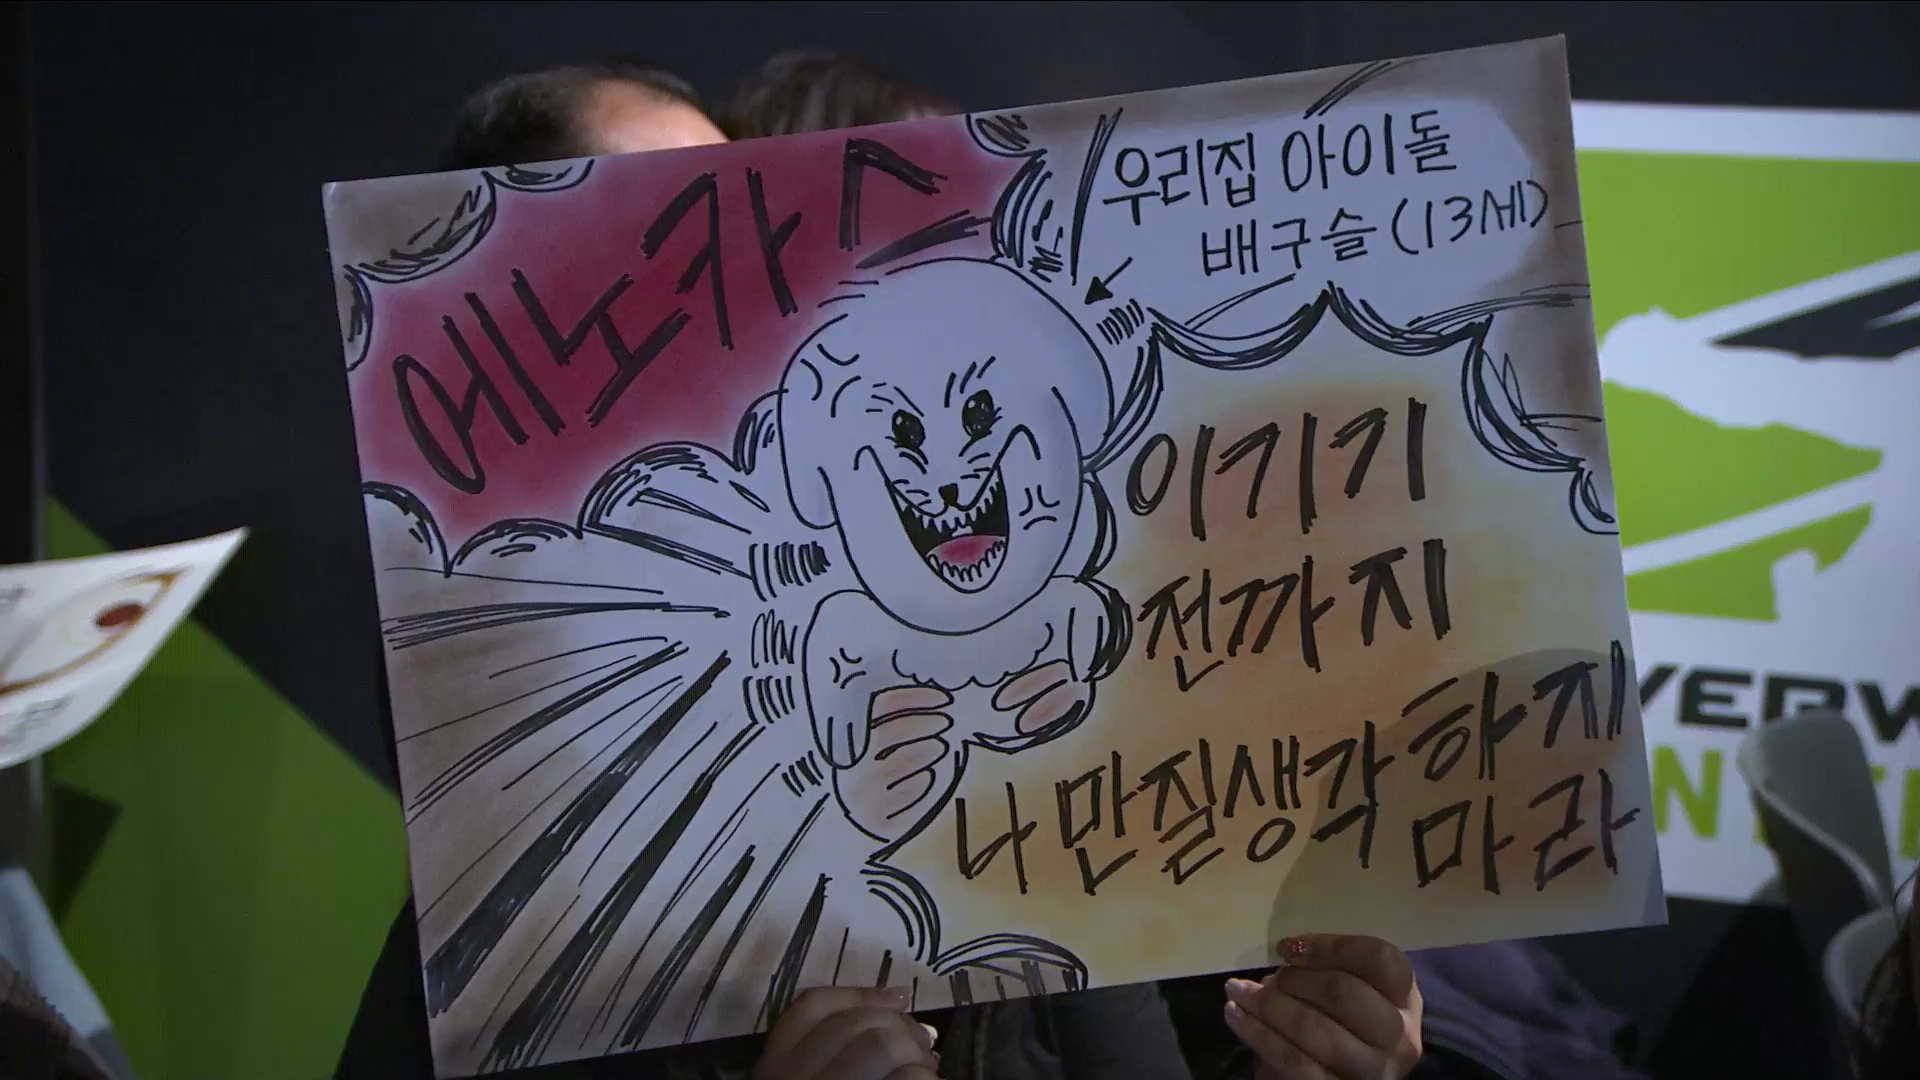 에노카스
우리집 아이돌
배구슬(13세)
이기기
전까지
나 만질생각하지
마라